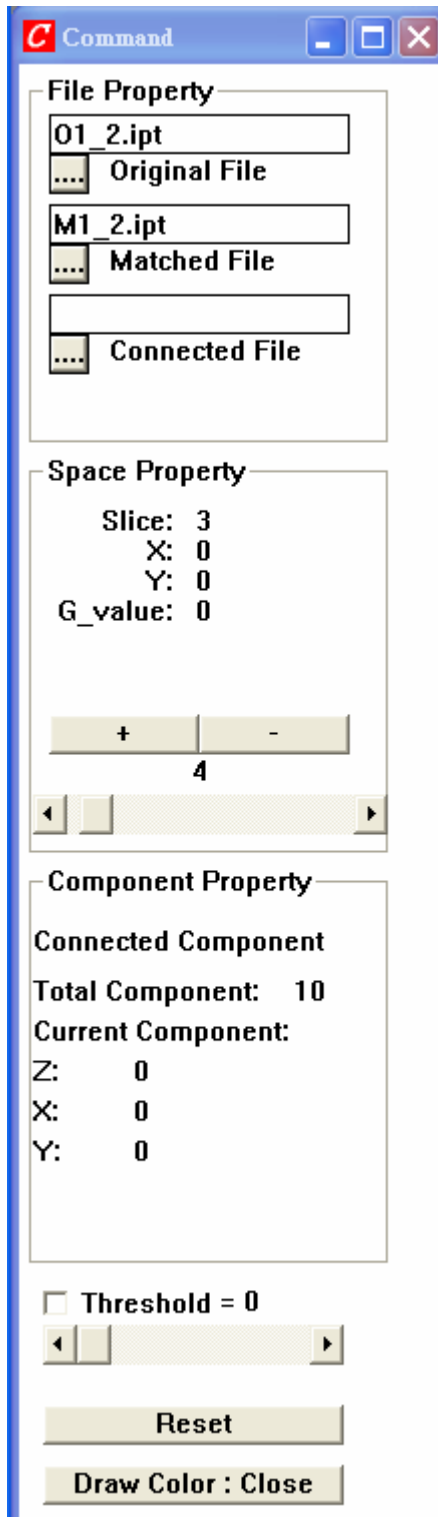 C Command
File Property
O1_2.ipt
.... Original File
M1_2.ipt
.... Matched File
.... Connected File
Space Property
Slice: 3
X: 0
Y: 0
G_value: 0
+ -
4
Component Property
Connected Component
Total Component: 10
Current Component:
Z: 0
X: 0
Y: 0
Threshold = 0
Reset
Draw Color : Close